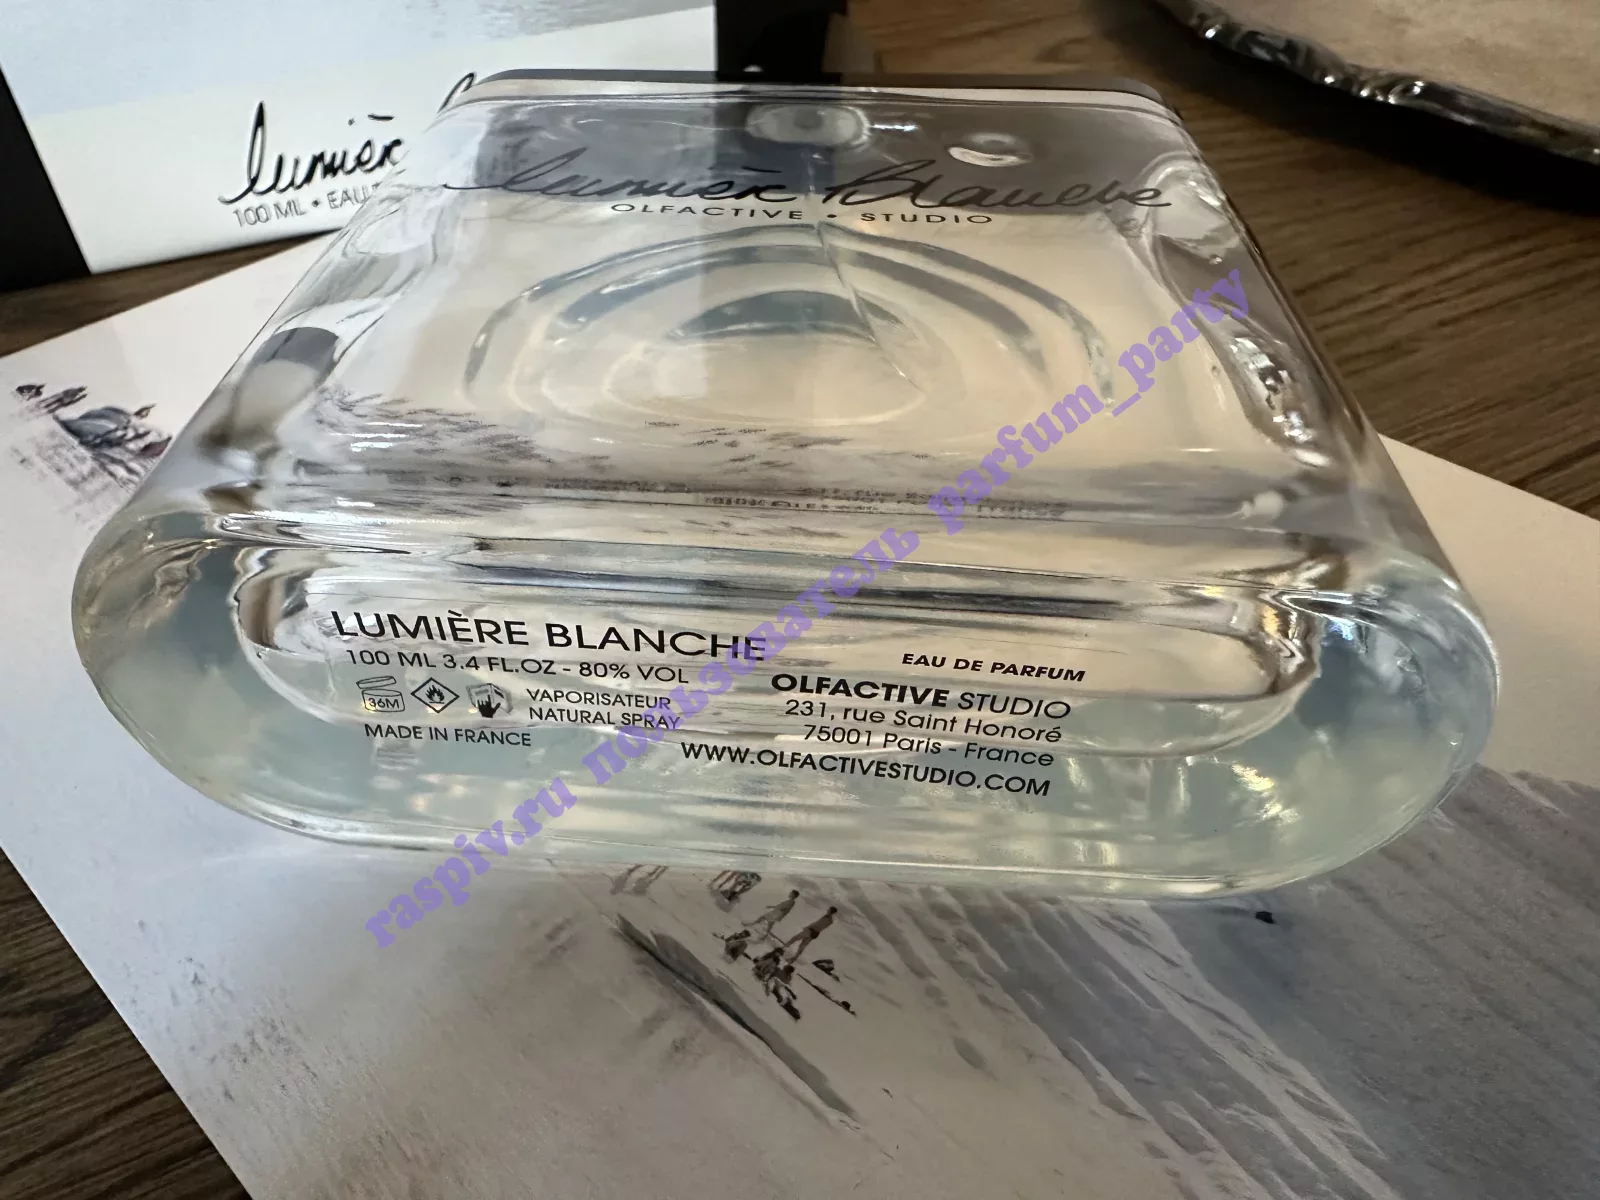 lumière
100 ML • EAU
lumière Blanche
OLFACTIVE • STUDIO
LUMIÈRE BLANCHE
100 ML 3.4 FL.OZ - 80% VOL
36M
VAPORISATEUR
NATURAL SPRAY
MADE IN FRANCE
EAU DE PARFUM
OLFACTIVE STUDIO
231, rue Saint Honoré
75001 Paris - France
WWW.OLFACTIVESTUDIO.COM
raspiv.ru пользователь parfum_party